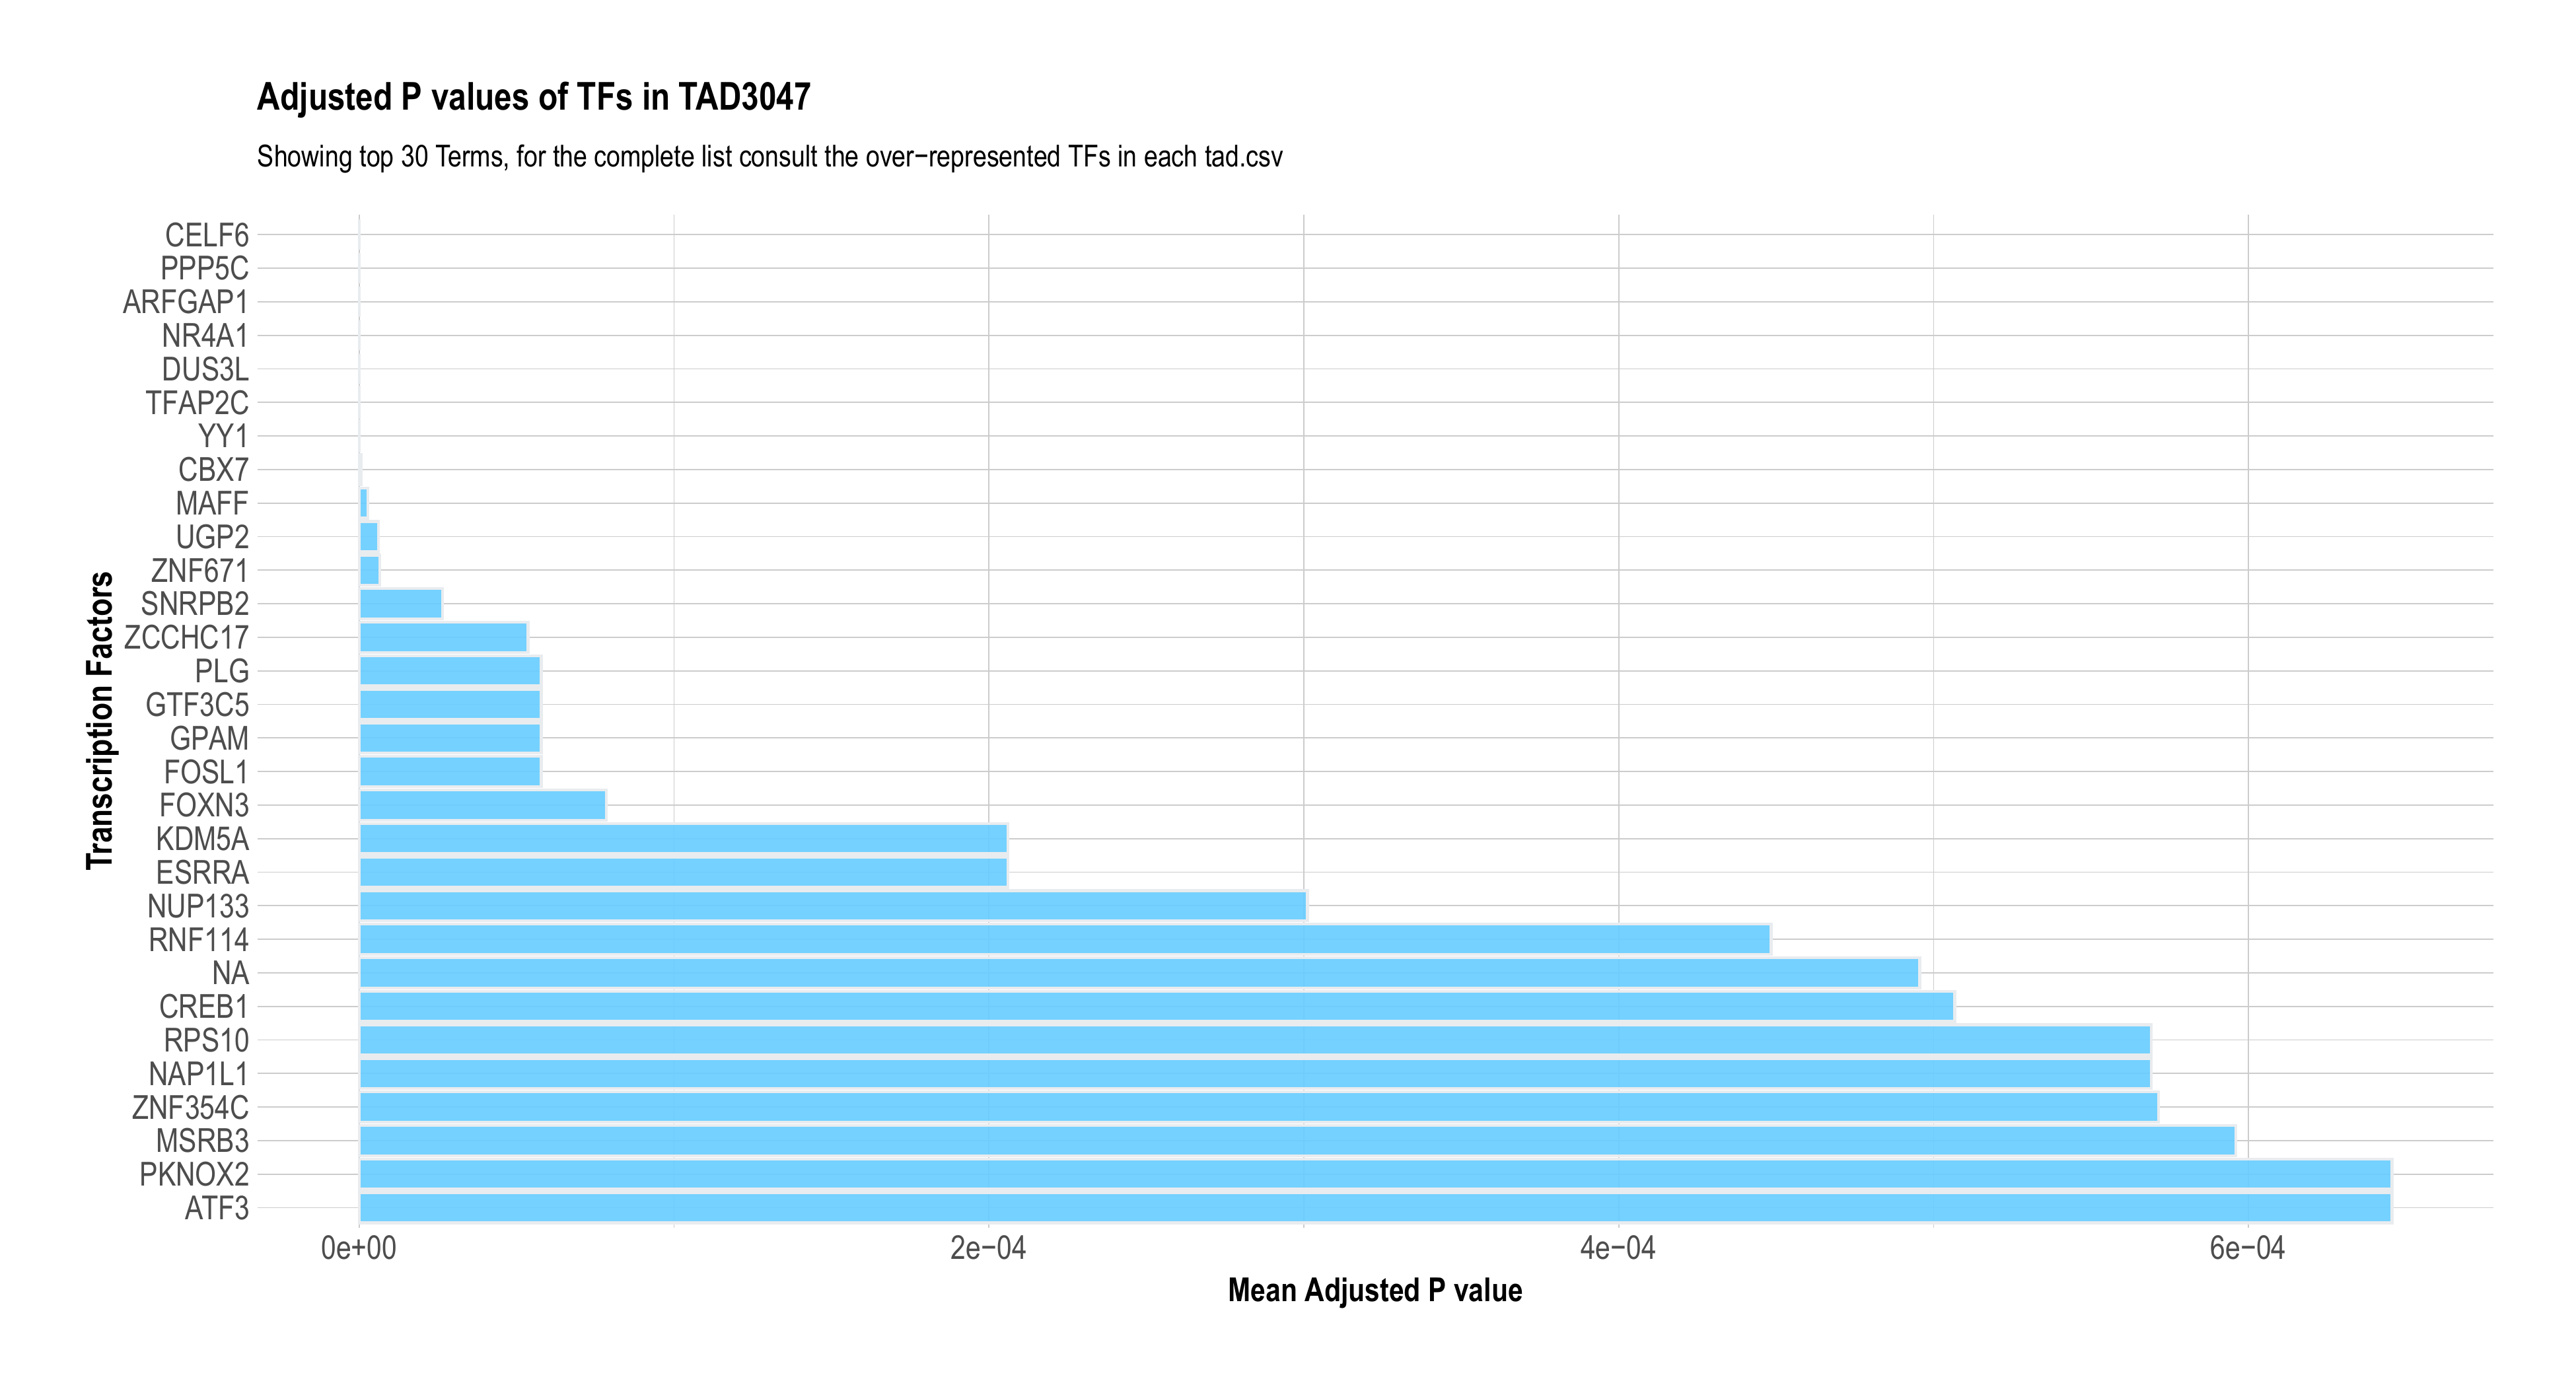 Adjusted P values of TFs in TAD3047
Showing top 30 Terms, for the complete list consult the over−represented TFs in each tad.csv
Transcription Factors
CELF6
PPP5C
ARFGAP1
NR4A1
DUS3L
TFAP2C
YY1
CBX7
MAFF
UGP2
ZNF671
SNRPB2
ZCCHC17
PLG
GTF3C5
GPAM
FOSL1
FOXN3
KDM5A
ESRRA
NUP133
RNF114
NA
CREB1
RPS10
NAP1L1
ZNF354C
MSRB3
PKNOX2
ATF3
0e+00 2e−04 4e−04 6e−04
Mean Adjusted P value